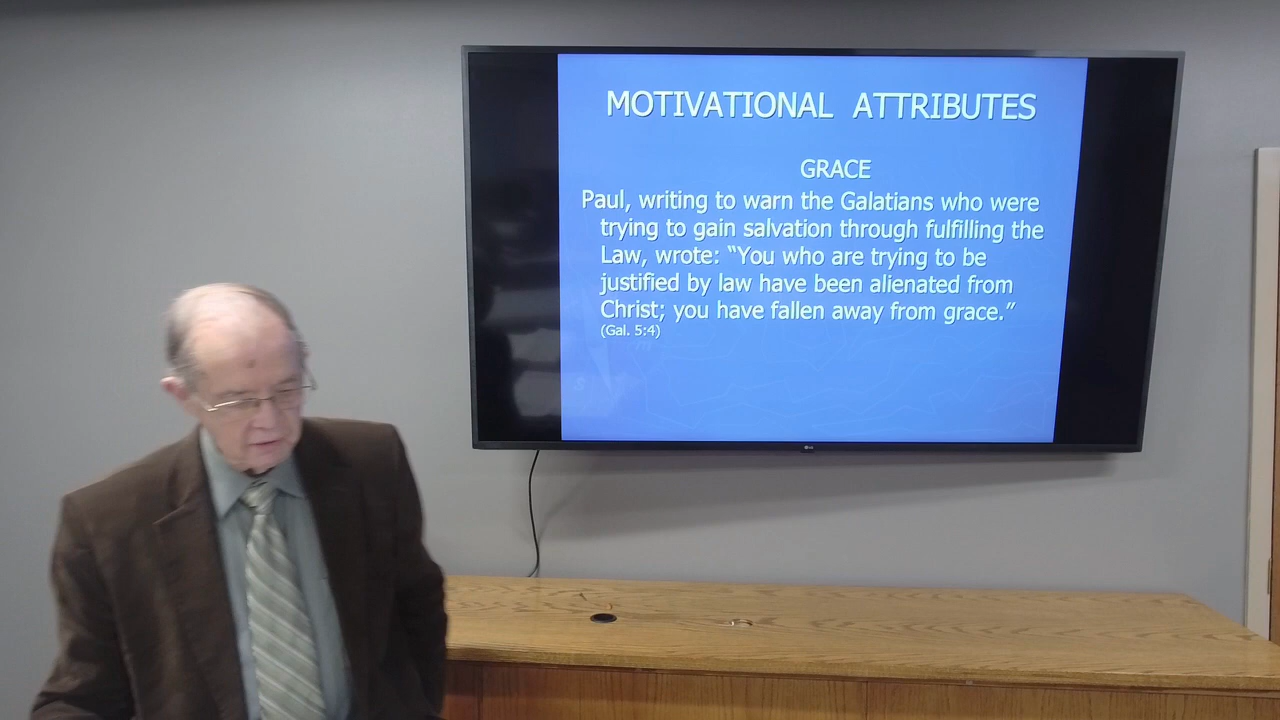 MOTIVATIONAL ATTRIBUTES
GRACE
Paul, writing to warn the Galatians who were
trying to gain salvation through fulfilling the
Law, wrote: “You who are trying to be
justified by law have been alienated from
Christ; you have fallen away from grace.”
(Gal. 5:4)
LG